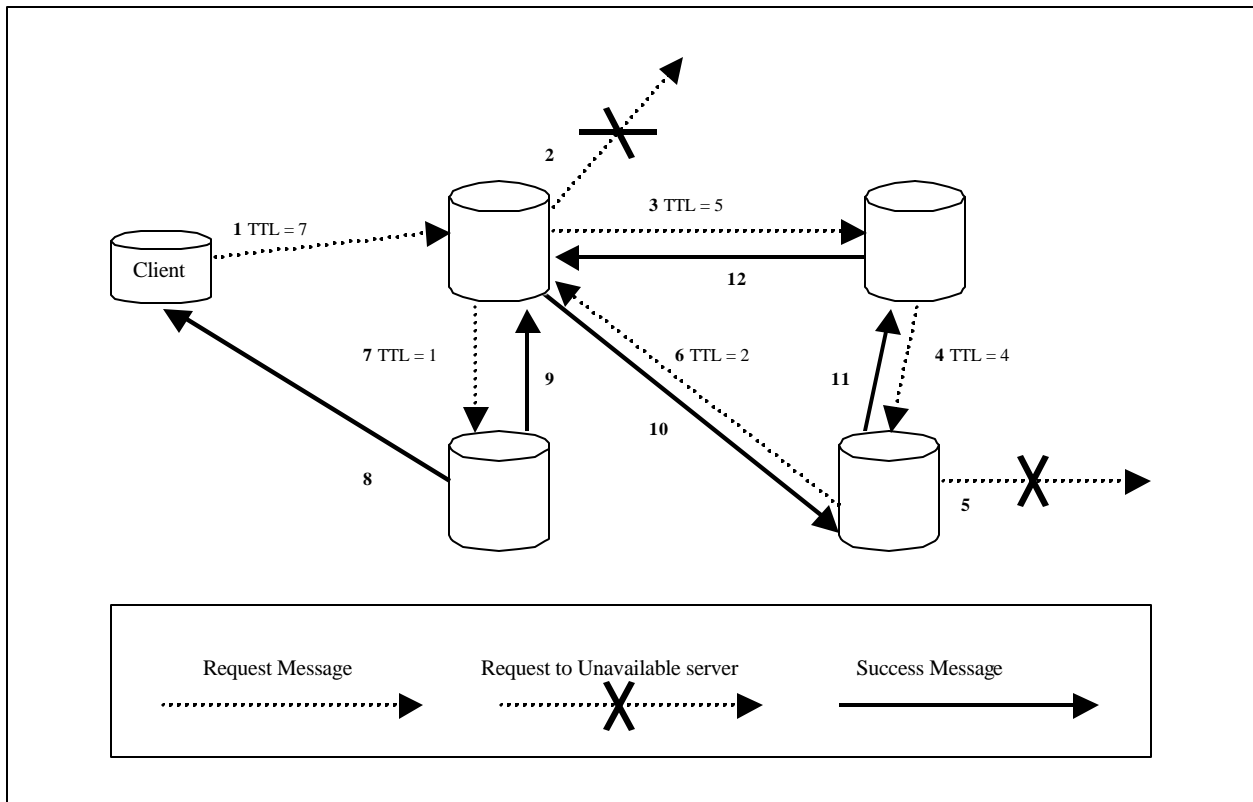 2
3 TTL = 5
1 TTL = 7
Client
12
7 TTL = 1
9
6 TTL = 2
11
4 TTL = 4
10
8
5
Request Message
Request to Unavailable server
Success Message